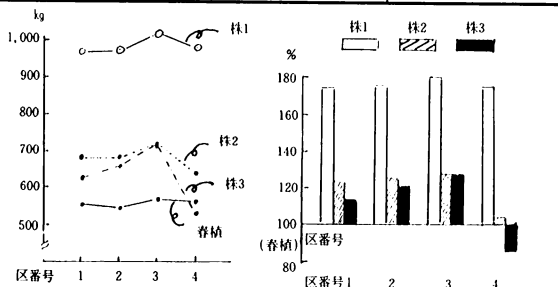 kg
1,000
900
800
700
600
500
株1
株2
株3
春植
区番号 1 2 3 4
株1 株2 株3
%
180
160
140
120
100
(春植)
80
区番号
区番号1 2 3 4